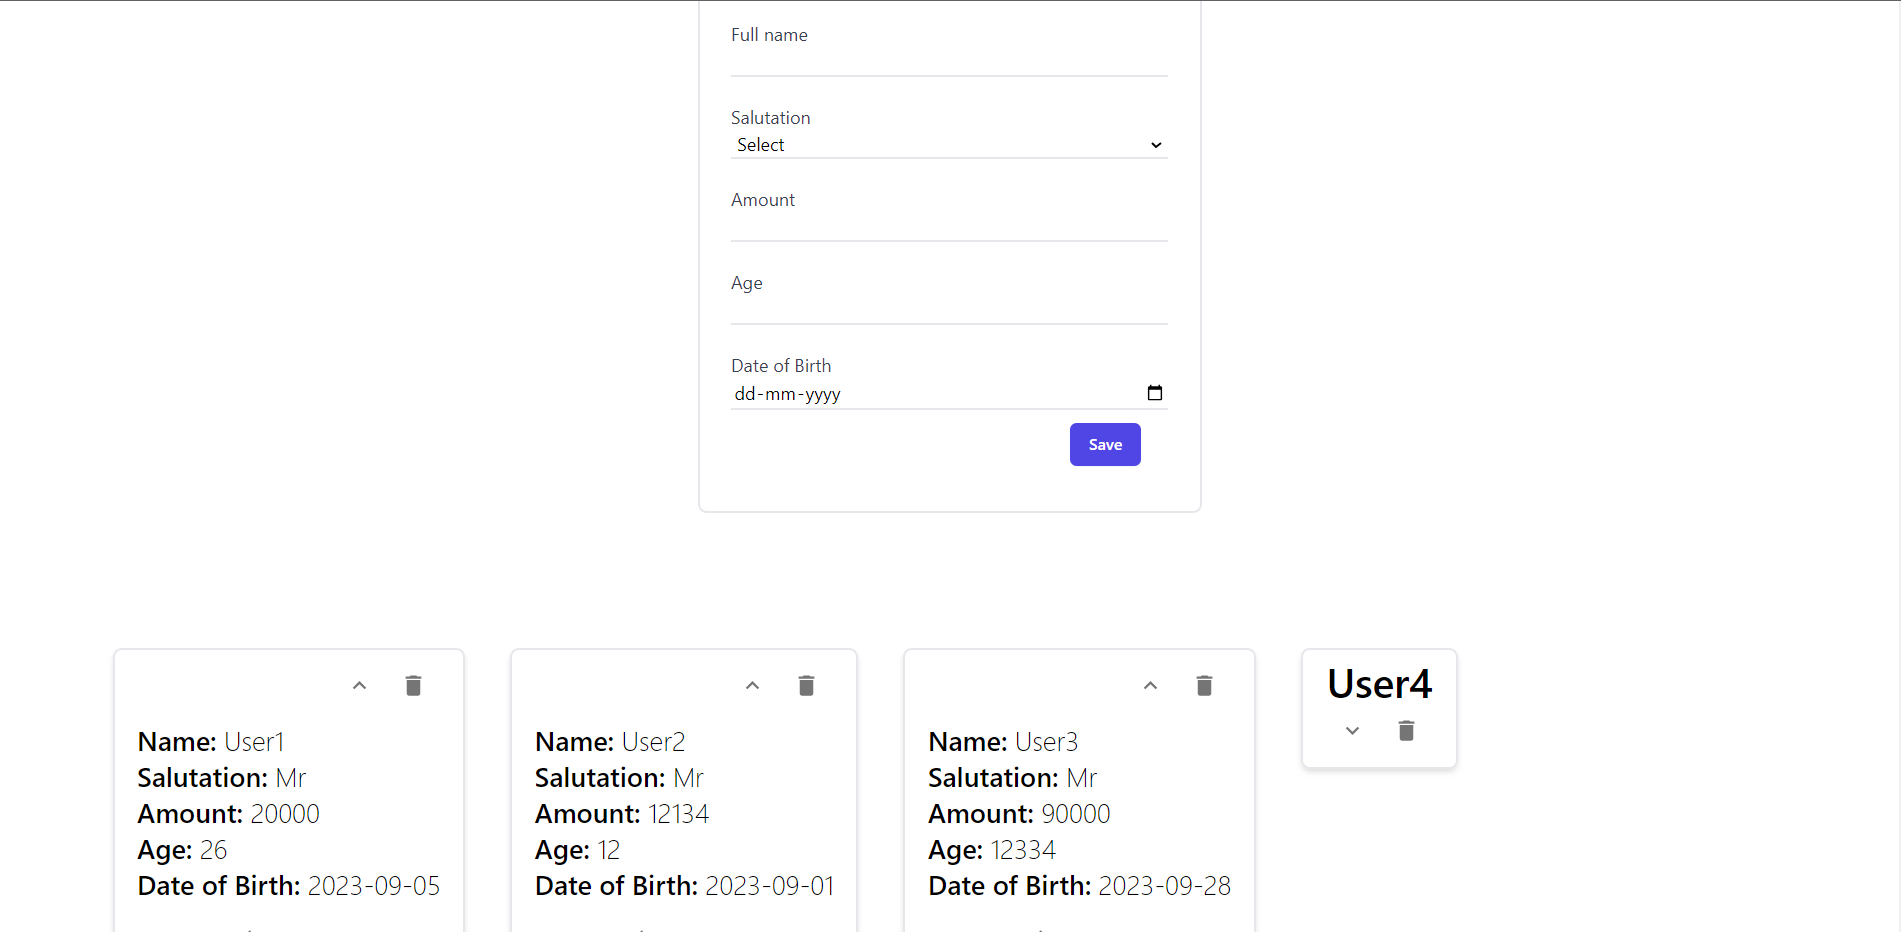 Full name
Salutation
Select
Amount
Age
Date of Birth
dd-mm-yyyy
Save
Name: User1
Salutation: Mr
Amount: 20000
Age: 26
Date of Birth: 2023-09-05
Name: User2
Salutation: Mr
Amount: 12134
Age: 12
Date of Birth: 2023-09-01
Name: User3
Salutation: Mr
Amount: 90000
Age: 12334
Date of Birth: 2023-09-28
User4